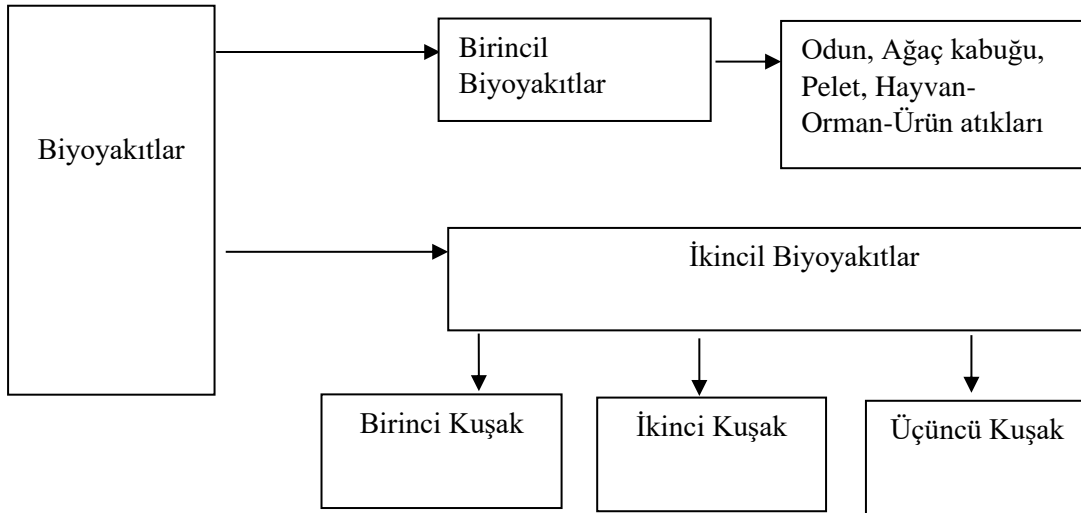 Biyoyakıtlar
Birincil
Biyoyakıtlar
Odun, Ağaç kabuğu,
Pelet, Hayvan-
Orman-Ürün atıkları
İkincil Biyoyakıtlar
Birinci Kuşak
İkinci Kuşak
Üçüncü Kuşak